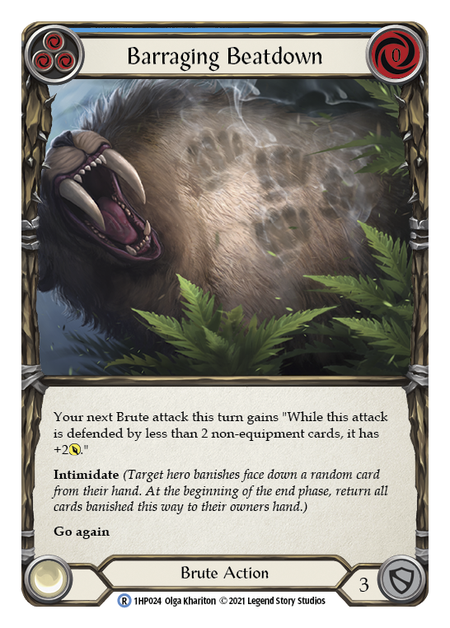 Barraging Beatdown
0
Your next Brute attack this turn gains "While this attack
is defended by less than 2 non-equipment cards, it has
+2."
Intimidate (Target hero banishes face down a random card
from their hand. At the beginning of the end phase, return all
cards banished this way to their owners hand.)
Go again
Brute Action
3
R 1HP024 Olga Khariton © 2021 Legend Story Studios